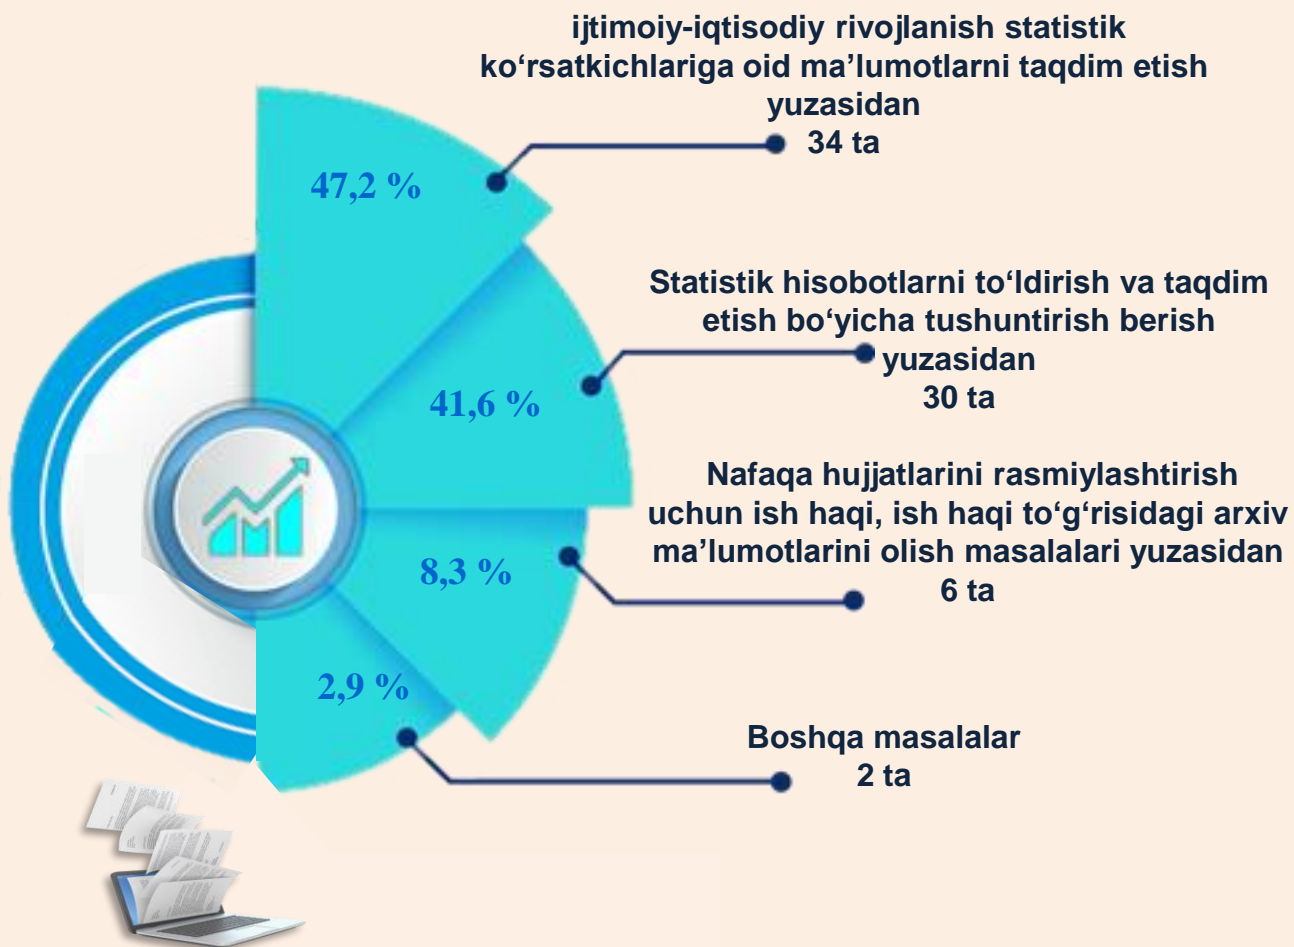 ijtimoiy-iqtisodiy rivojlanish statistik
ko‘rsatkichlariga oid ma’lumotlarni taqdim etish
yuzasidan
34 ta
47,2 %
Statistik hisobotlarni to‘ldirish va taqdim
etish bo‘yicha tushuntirish berish
yuzasidan
30 ta
41,6 %
Nafaqa hujjatlarini rasmiylashtirish
uchun ish haqi, ish haqi to‘g‘risidagi arxiv
ma’lumotlarini olish masalalari yuzasidan
6 ta
8,3 %
2,9 %
Boshqa masalalar
2 ta